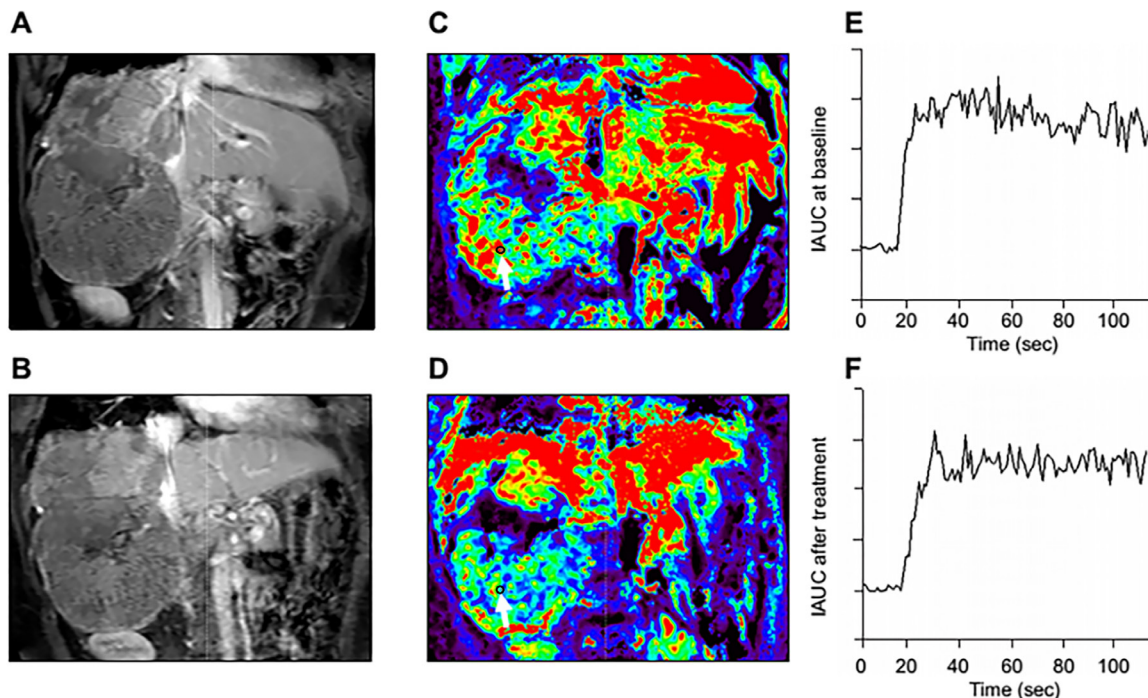 A
C
E
IAUC at baseline
0 20 40 60 80 100
Time (sec)
B
D
F
IAUC after treatment
0 20 40 60 80 100
Time (sec)